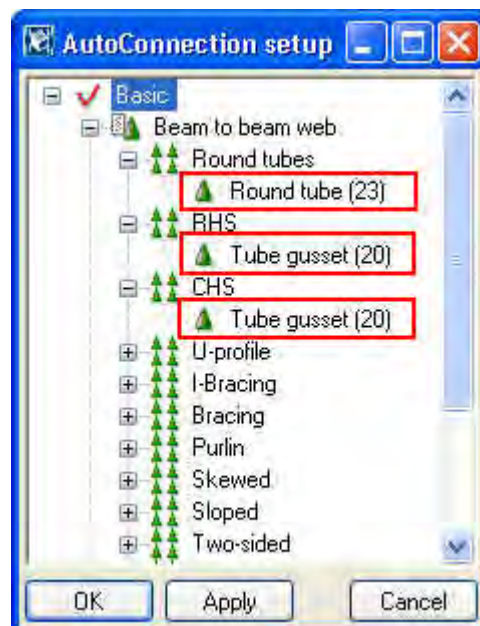 AutoConnection setup
Basic
Beam to beam web
Round tubes
Round tube (23)
RHS
Tube gusset (20)
CHS
Tube gusset (20)
U-profile
I-Bracing
Bracing
Purlin
Skewed
Sloped
Two-sided
OK Apply Cancel